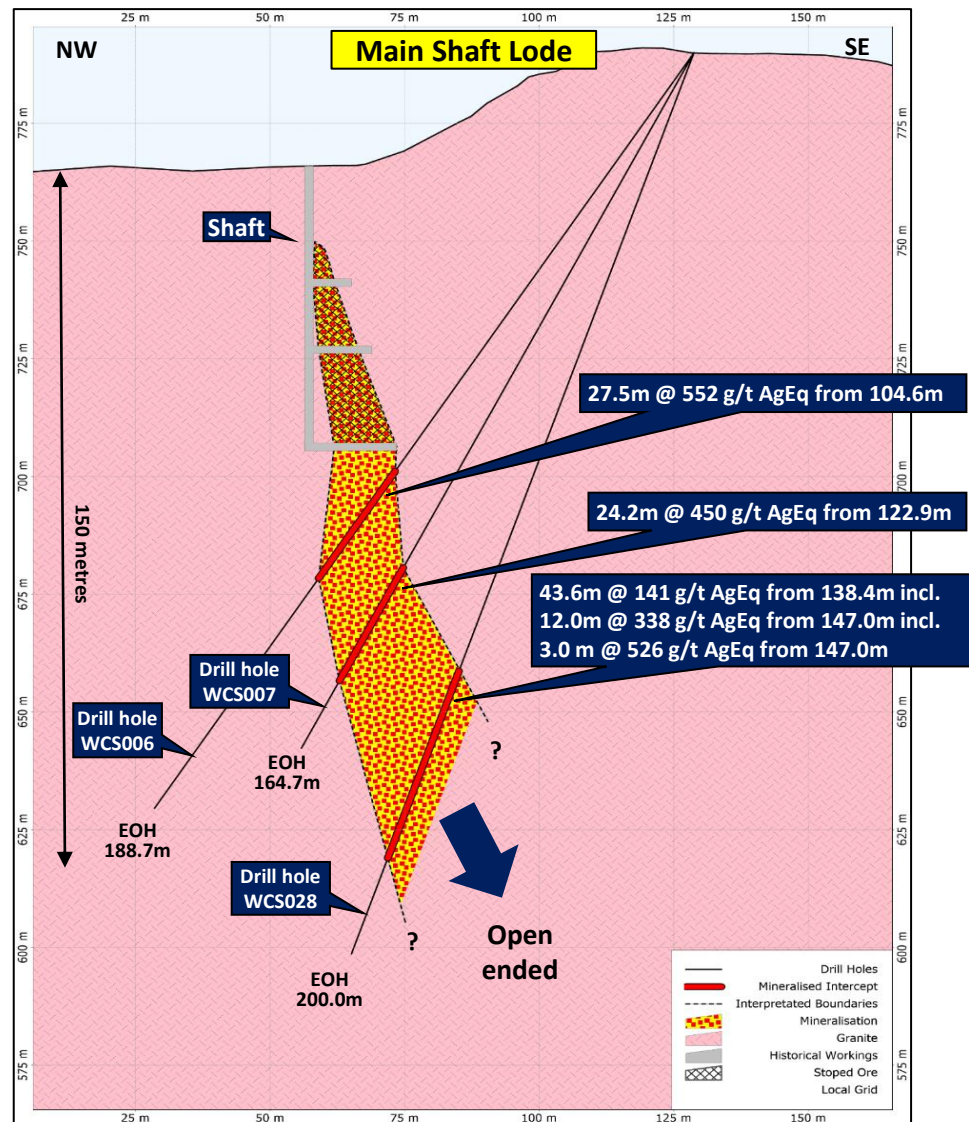 25 m
50 m
75 m
100 m
125 m
150 m
NW
Main Shaft Lode
SE
775 m
775 m
Shaft
750 m
750 m
725 m
725 m
27.5m @ 552 g/t AgEq from 104.6m
700 m
700 m
150 metres
24.2m @ 450 g/t AgEq from 122.9m
675 m
675 m
43.6m @ 141 g/t AgEq from 138.4m incl.
12.0m @ 338 g/t AgEq from 147.0m incl.
3.0 m @ 526 g/t AgEq from 147.0m
Drill hole
WCS007
650 m
650 m
Drill hole
WCS006
?
EOH
164.7m
EOH
188.7m
625 m
625 m
Drill hole
WCS028
?
Open
ended
600 m
600 m
EOH
200.0m
Drill Holes
Mineralised Intercept
Interpretated Boundaries
Mineralisation
Granite
Historical Workings
Stoped Ore
Local Grid
575 m
575 m
25 m
50 m
75 m
100 m
125 m
150 m